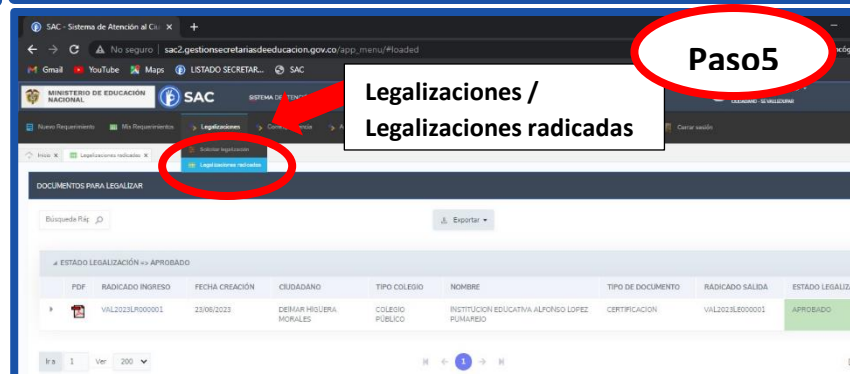 SAC - Sistema de Atención al Ciu
No seguro | sac2.gestionsecretariasdeeducacion.gov.co/app_menu/#loaded
Paso5
Gmail YouTube Maps LISTADO SECRETAR... SAC
Legalizaciones /
Legalizaciones radicadas
MINISTERIO DE EDUCACIÓN
NACIONAL
SAC
Nuevo Requerimiento Mis Requerimientos Legalizaciones Cerrar sesión
Inicio Legalizaciones radicadas
Solicitar legalización
Legalizaciones radicadas
DOCUMENTOS PARA LEGALIZAR
Búsqueda Ráp
Exportar
ESTADO LEGALIZACIÓN => APROBADO
PDF RADICADO INGRESO FECHA CREACIÓN CIUDADANO TIPO COLEGIO NOMBRE TIPO DE DOCUMENTO RADICADO SALIDA ESTADO LEGALIZA
VAL2023LR000001 23/06/2023 DEIMAR HIGUERA MORALES COLEGIO PÚBLICO INSTITUCION EDUCATIVA ALFONSO LOPEZ PUMAREJO CERTIFICACION VAL2023LE000001 APROBADO
Ir a 1 Ver 200 1